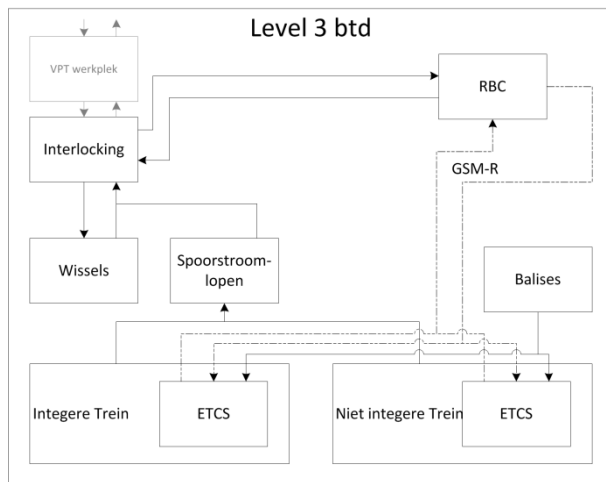 Level 3 btd
VPT werkplek
RBC
Interlocking
GSM-R
Wissels
Spoorstroom-
lopen
Balises
Integere Trein
ETCS
Niet integere Trein
ETCS